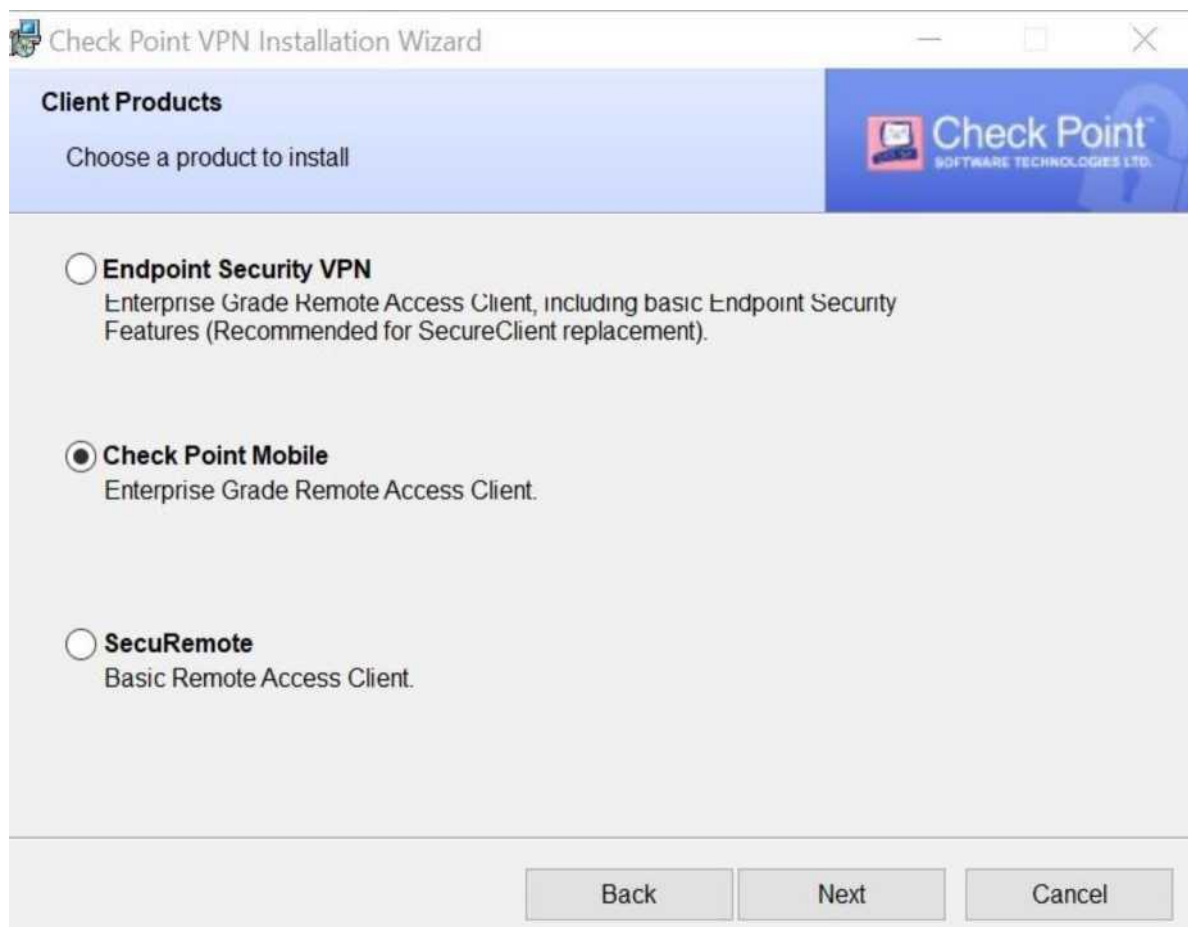 Check Point VPN Installation Wizard
Client Products
Choose a product to install
Check Point™
SOFTWARE TECHNOLOGIES LTD.
Endpoint Security VPN
Enterprise Grade Remote Access Client, including basic Endpoint Security
Features (Recommended for SecureClient replacement).
Check Point Mobile
Enterprise Grade Remote Access Client.
SecuRemote
Basic Remote Access Client.
Back
Next
Cancel